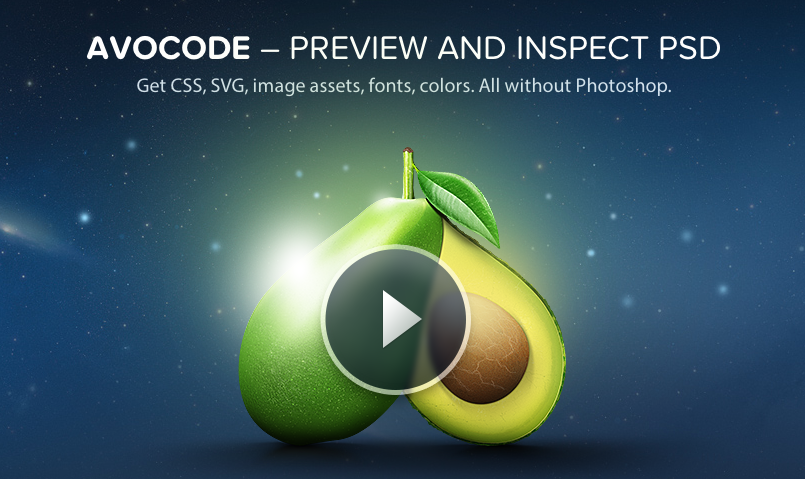 AVOCODE – PREVIEW AND INSPECT PSD
Get CSS, SVG, image assets, fonts, colors. All without Photoshop.